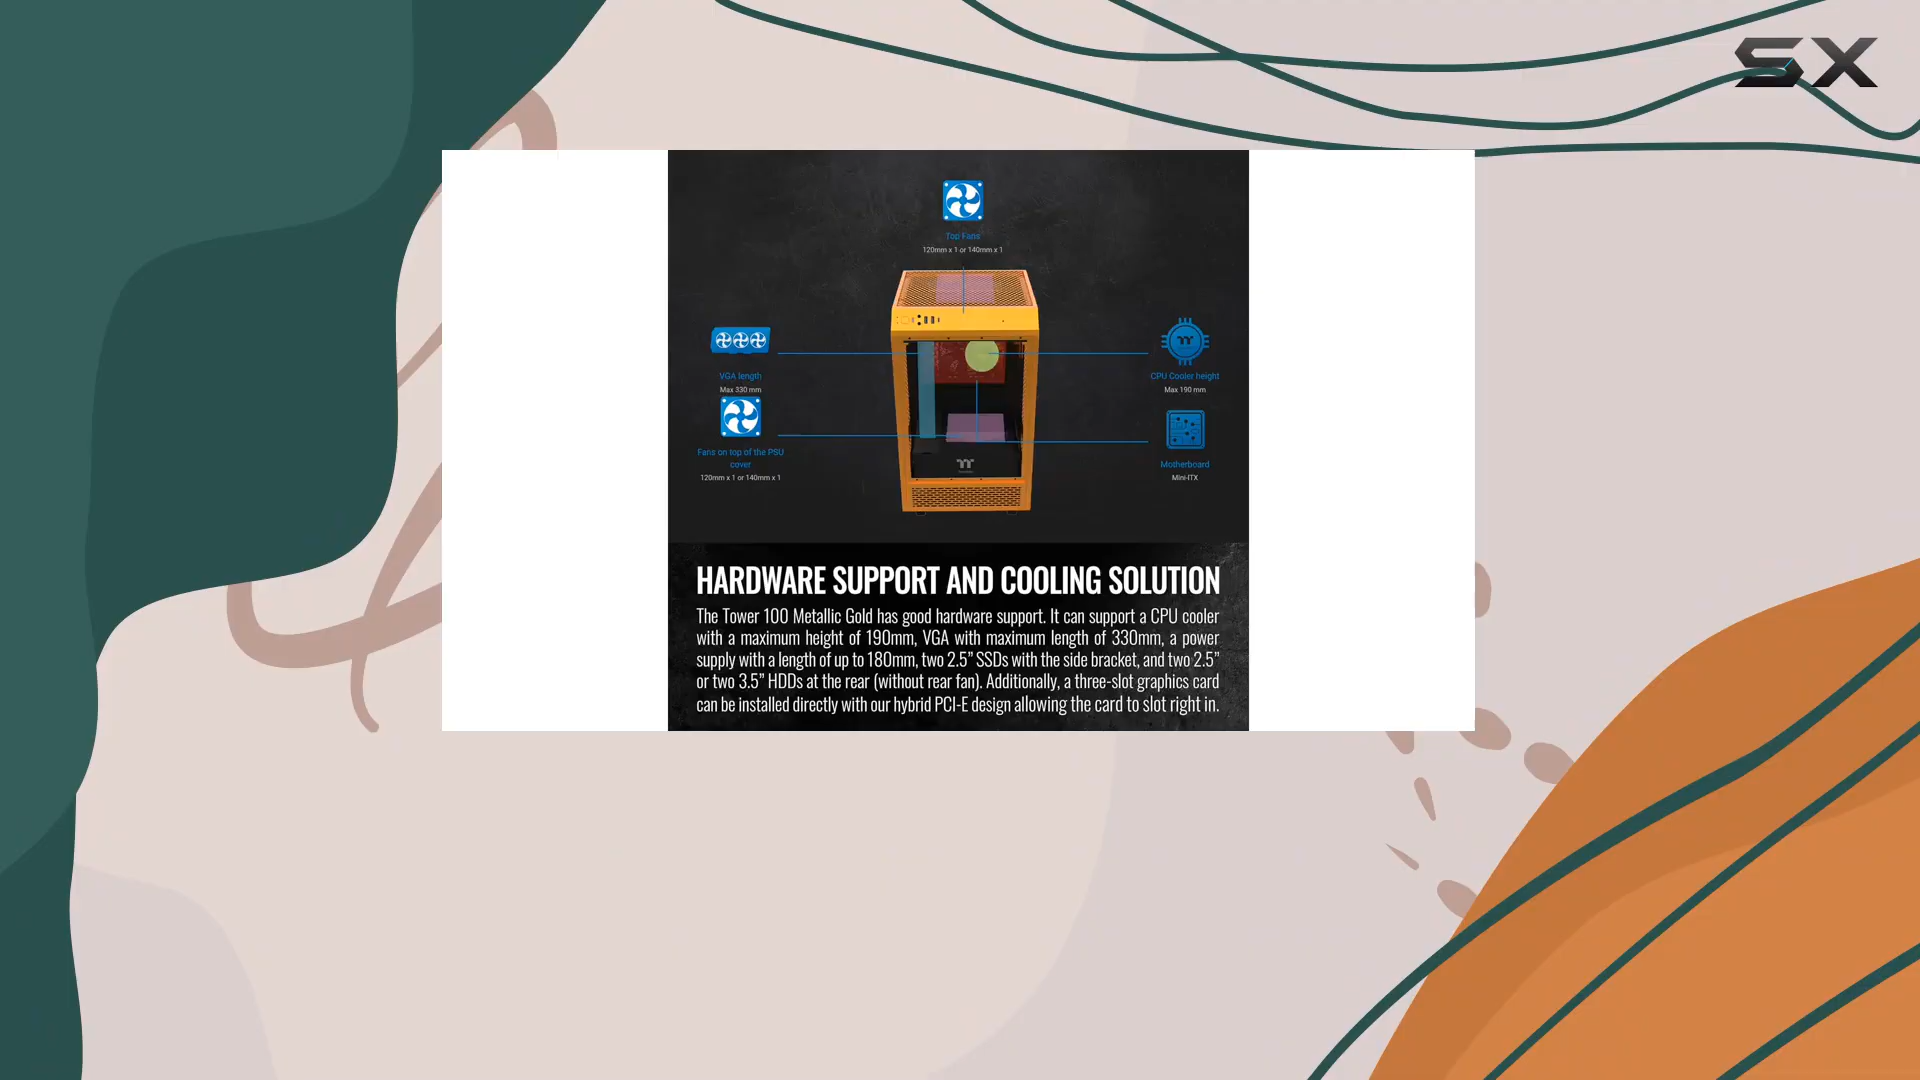 SX
Top Fans
120mm x 1 or 140mm x 1
VGA length
Max 330 mm
CPU Cooler height
Max 190 mm
Fans on top of the PSU
cover
120mm x 1 or 140mm x 1
Motherboard
Mini-ITX
HARDWARE SUPPORT AND COOLING SOLUTION
The Tower 100 Metallic Gold has good hardware support. It can support a CPU cooler
with a maximum height of 190mm, VGA with maximum length of 330mm, a power
supply with a length of up to 180mm, two 2.5” SSDs with the side bracket, and two 2.5”
or two 3.5” HDDs at the rear (without rear fan). Additionally, a three-slot graphics card
can be installed directly with our hybrid PCI-E design allowing the card to slot right in.